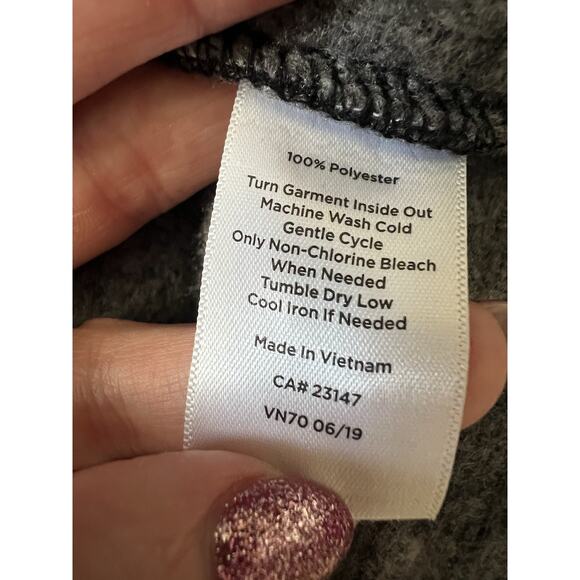 100% Polyester
Turn Garment Inside Out
Machine Wash Cold
Gentle Cycle
Only Non-Chlorine Bleach
When Needed
Tumble Dry Low
Cool Iron If Needed
Made In Vietnam
CA# 23147
VN70 06/19